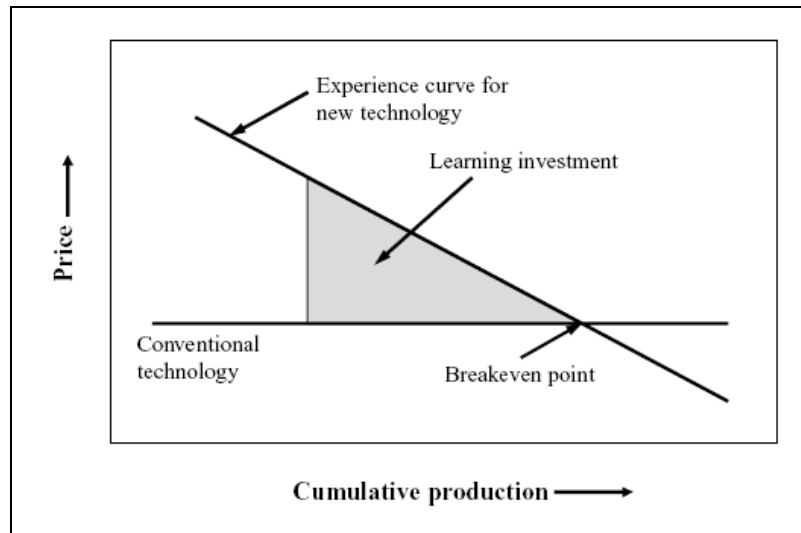 Experience curve for
new technology
Learning investment
Price
Conventional
technology
Breakeven point
Cumulative production